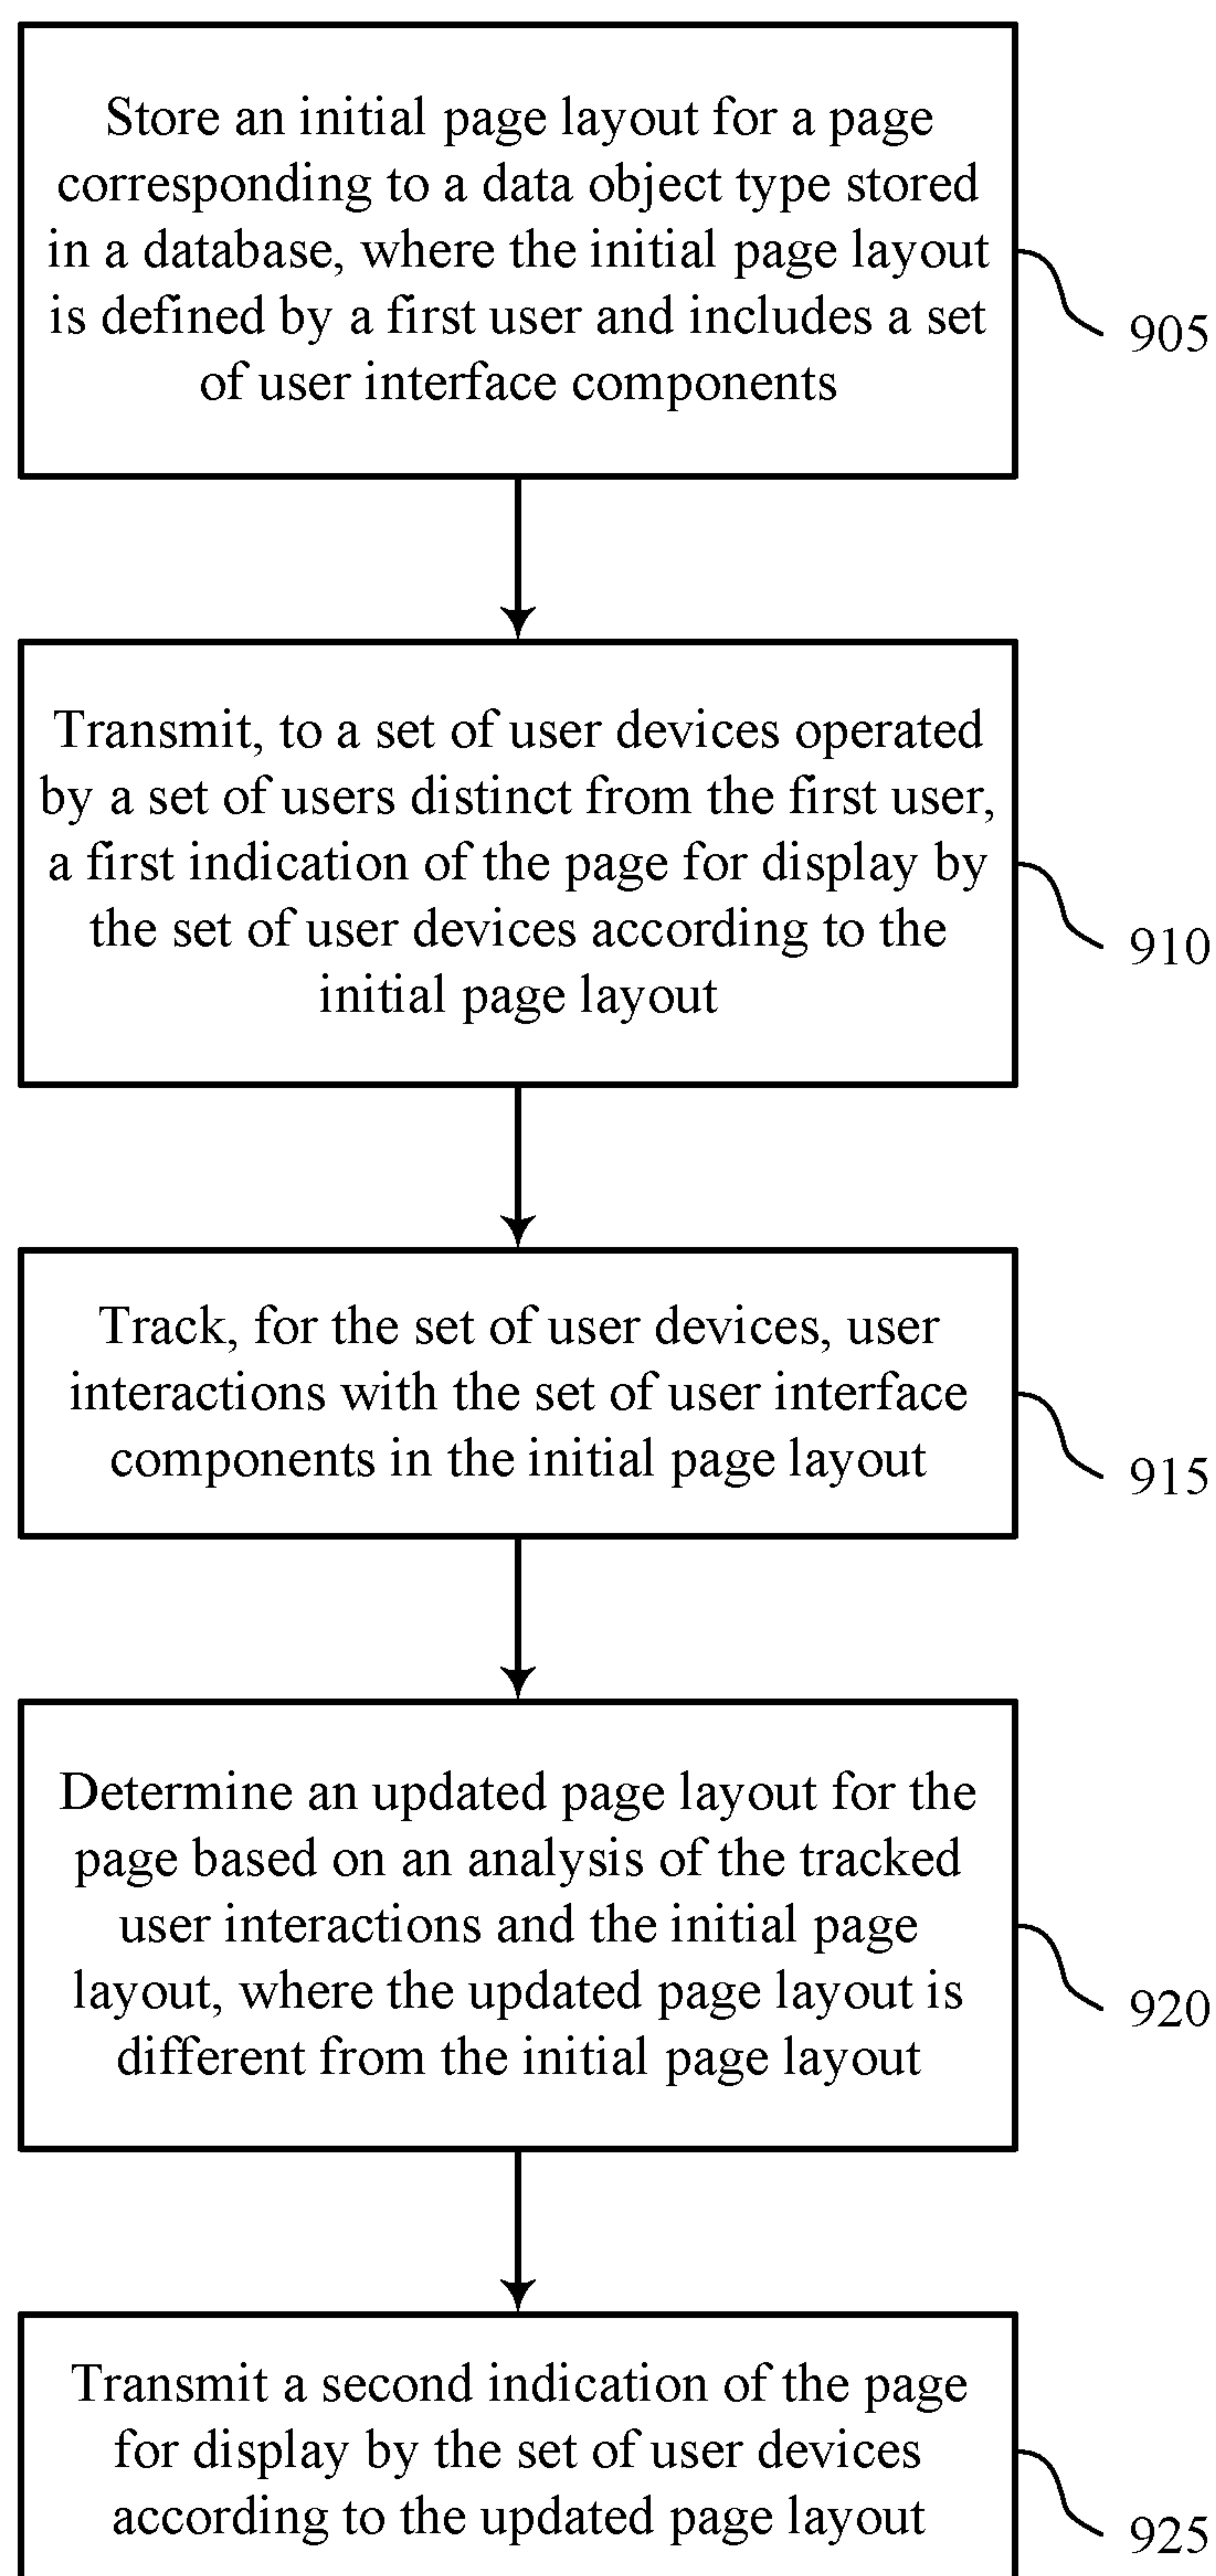 Store an initial page layout for a page
corresponding to a data object type stored
in a database, where the initial page layout
is defined by a first user and includes a set
of user interface components
905
Transmit, to a set of user devices operated
by a set of users distinct from the first user,
a first indication of the page for display by
the set of user devices according to the
initial page layout
910
Track, for the set of user devices, user
interactions with the set of user interface
components in the initial page layout
915
Determine an updated page layout for the
page based on an analysis of the tracked
user interactions and the initial page
layout, where the updated page layout is
different from the initial page layout
920
Transmit a second indication of the page
for display by the set of user devices
according to the updated page layout
925